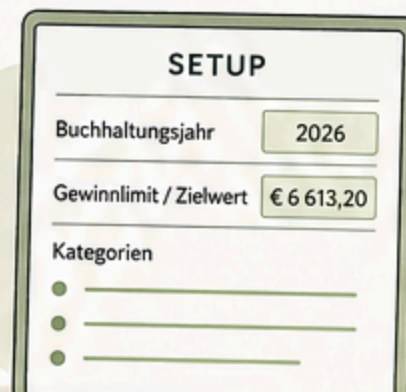 SETUP
Buchhaltungsjahr 2026
Gewinnlimit / Zielwert € 6 613,20
Kategorien